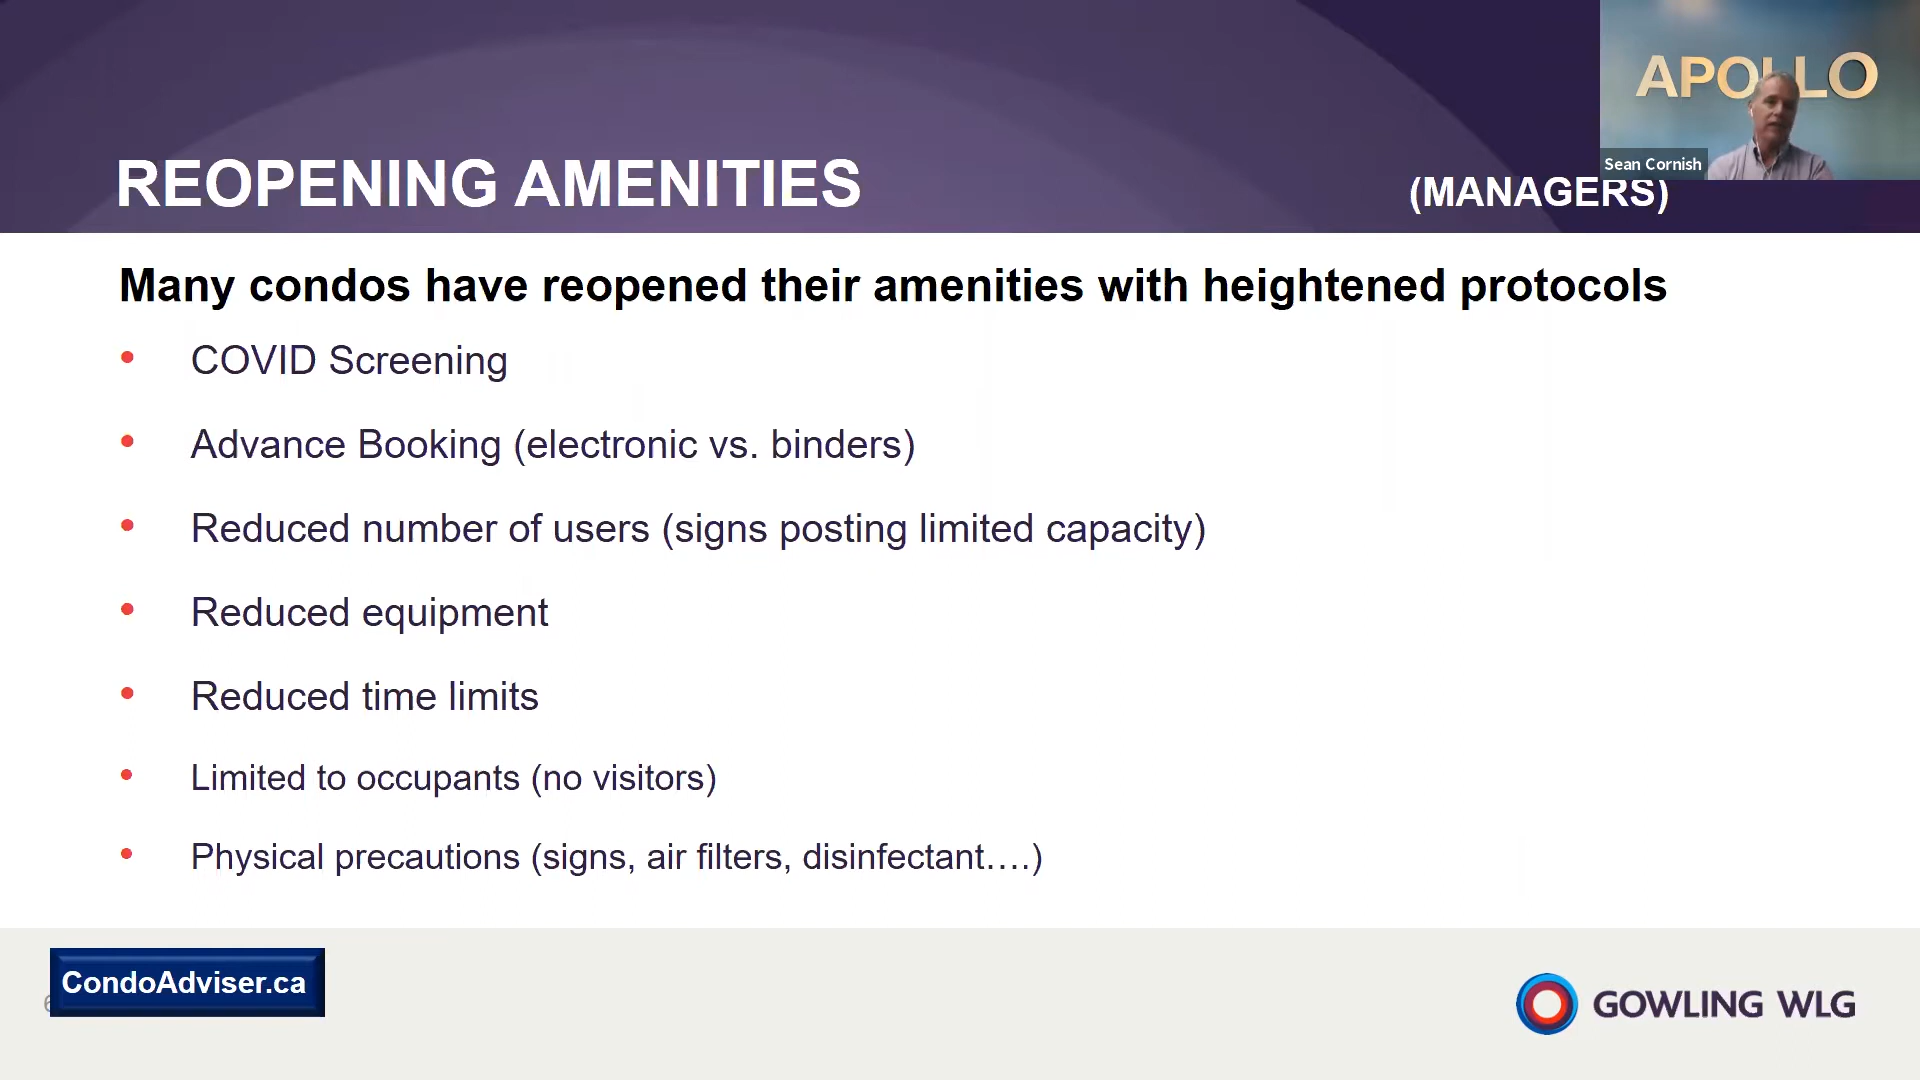 APOLLO
Sean Cornish
REOPENING AMENITIES
(MANAGERS)
Many condos have reopened their amenities with heightened protocols
• COVID Screening
• Advance Booking (electronic vs. binders)
• Reduced number of users (signs posting limited capacity)
• Reduced equipment
• Reduced time limits
• Limited to occupants (no visitors)
• Physical precautions (signs, air filters, disinfectant….)
CondoAdviser.ca
GOWLING WLG